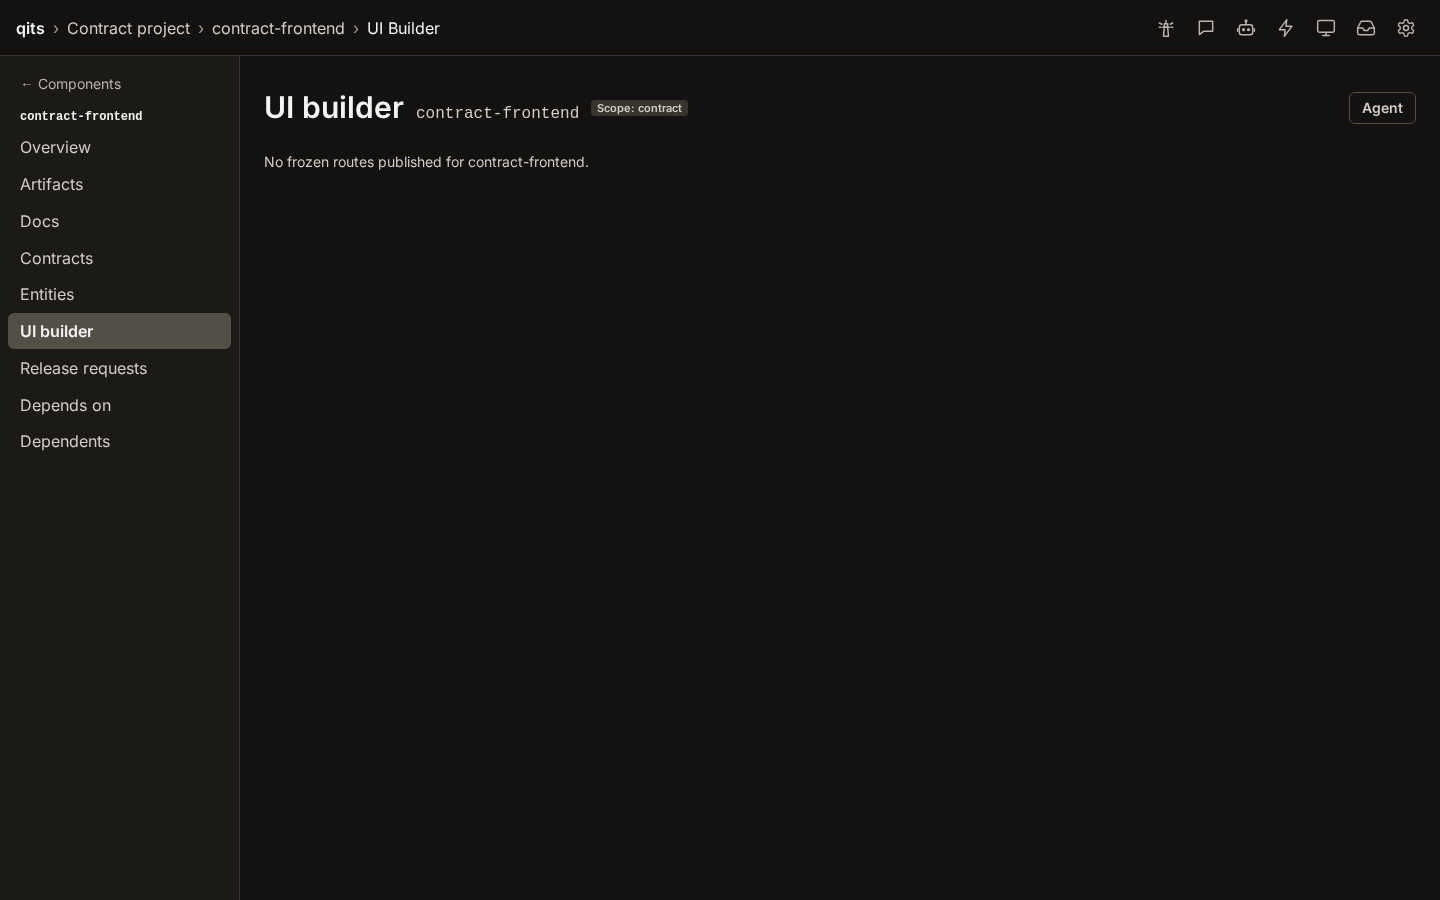 qits › Contract project › contract-frontend › UI Builder
← Components
contract-frontend
Overview
Artifacts
Docs
Contracts
Entities
UI builder
Release requests
Depends on
Dependents
UI builder contract-frontend Scope: contract
Agent
No frozen routes published for contract-frontend.